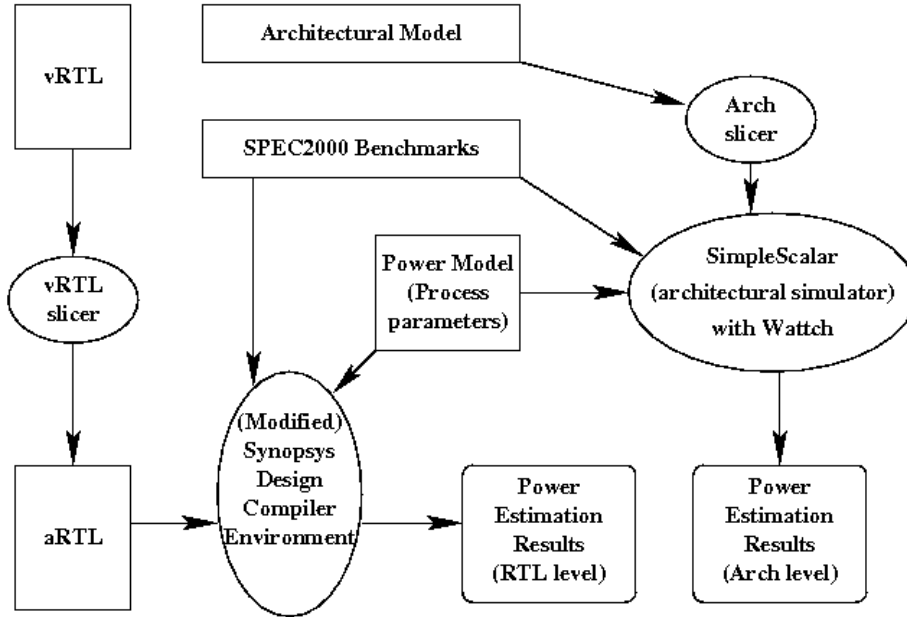 vRTL
Architectural Model
Arch
slicer
SPEC2000 Benchmarks
vRTL
slicer
Power Model
(Process
parameters)
SimpleScalar
(architectural simulator)
with Wattch
aRTL
(Modified)
Synopsys
Design
Compiler
Environment
Power
Estimation
Results
(RTL level)
Power
Estimation
Results
(Arch level)